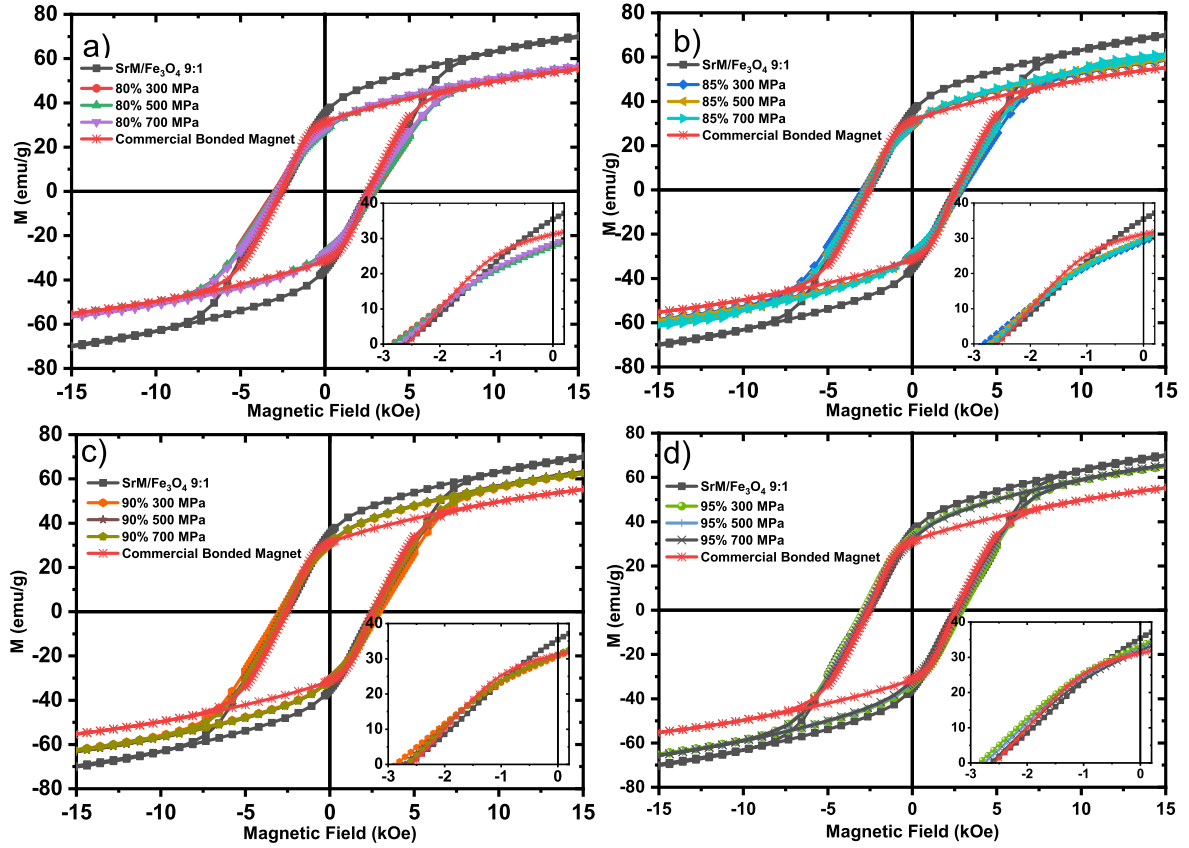 a)
80
60
40
20
0
-20
-40
-60
-80
M (emu/g)
SrM/Fe₃O₄ 9:1
80% 300 MPa
80% 500 MPa
80% 700 MPa
Commercial Bonded Magnet
40
30
20
10
0
-3 -2 -1 0
-15 -10 -5 0 5 10 15
Magnetic Field (kOe)
b)
80
60
40
20
0
-20
-40
-60
-80
M (emu/g)
SrM/Fe₃O₄ 9:1
85% 300 MPa
85% 500 MPa
85% 700 MPa
Commercial Bonded Magnet
40
30
20
10
0
-3 -2 -1 0
-15 -10 -5 0 5 10 15
Magnetic Field (kOe)
c)
80
60
40
20
0
-20
-40
-60
-80
M (emu/g)
SrM/Fe₃O₄ 9:1
90% 300 MPa
90% 500 MPa
90% 700 MPa
Commercial Bonded Magnet
40
30
20
10
0
-3 -2 -1 0
-15 -10 -5 0 5 10 15
Magnetic Field (kOe)
d)
80
60
40
20
0
-20
-40
-60
-80
M (emu/g)
SrM/Fe₃O₄ 9:1
95% 300 MPa
95% 500 MPa
95% 700 MPa
Commercial Bonded Magnet
40
30
20
10
0
-3 -2 -1 0
-15 -10 -5 0 5 10 15
Magnetic Field (kOe)